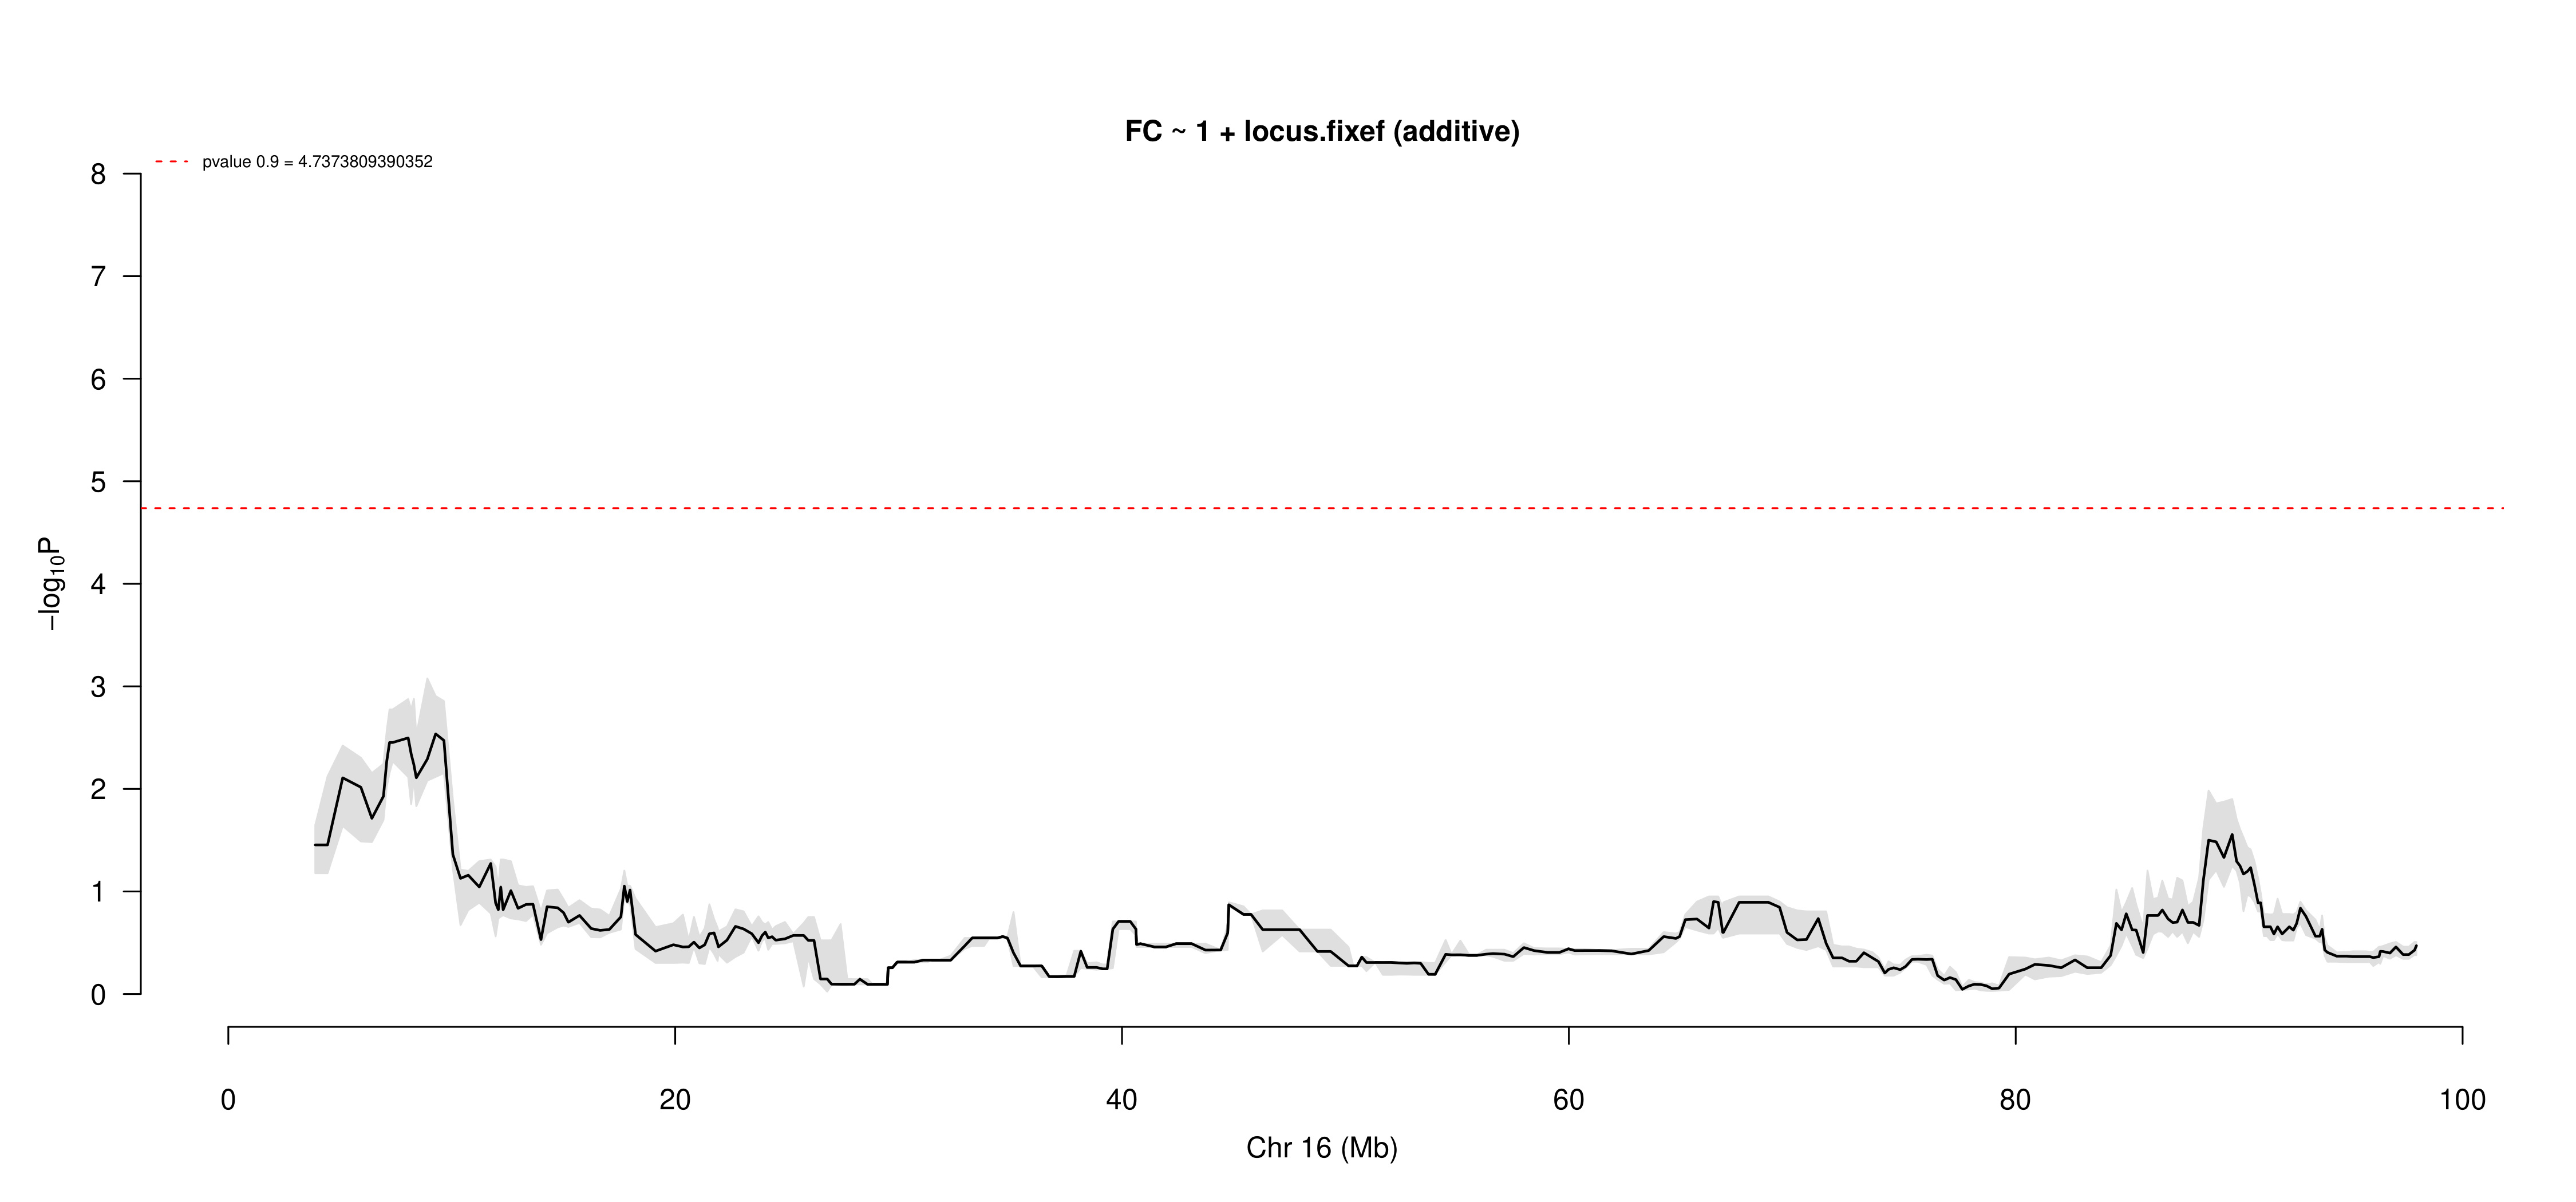 FC ~ 1 + locus.fixef (additive)
pvalue 0.9 = 4.7373809390352
8
7
6
5
4
3
2
1
0
−log10P
0 20 40 60 80 100
Chr 16 (Mb)